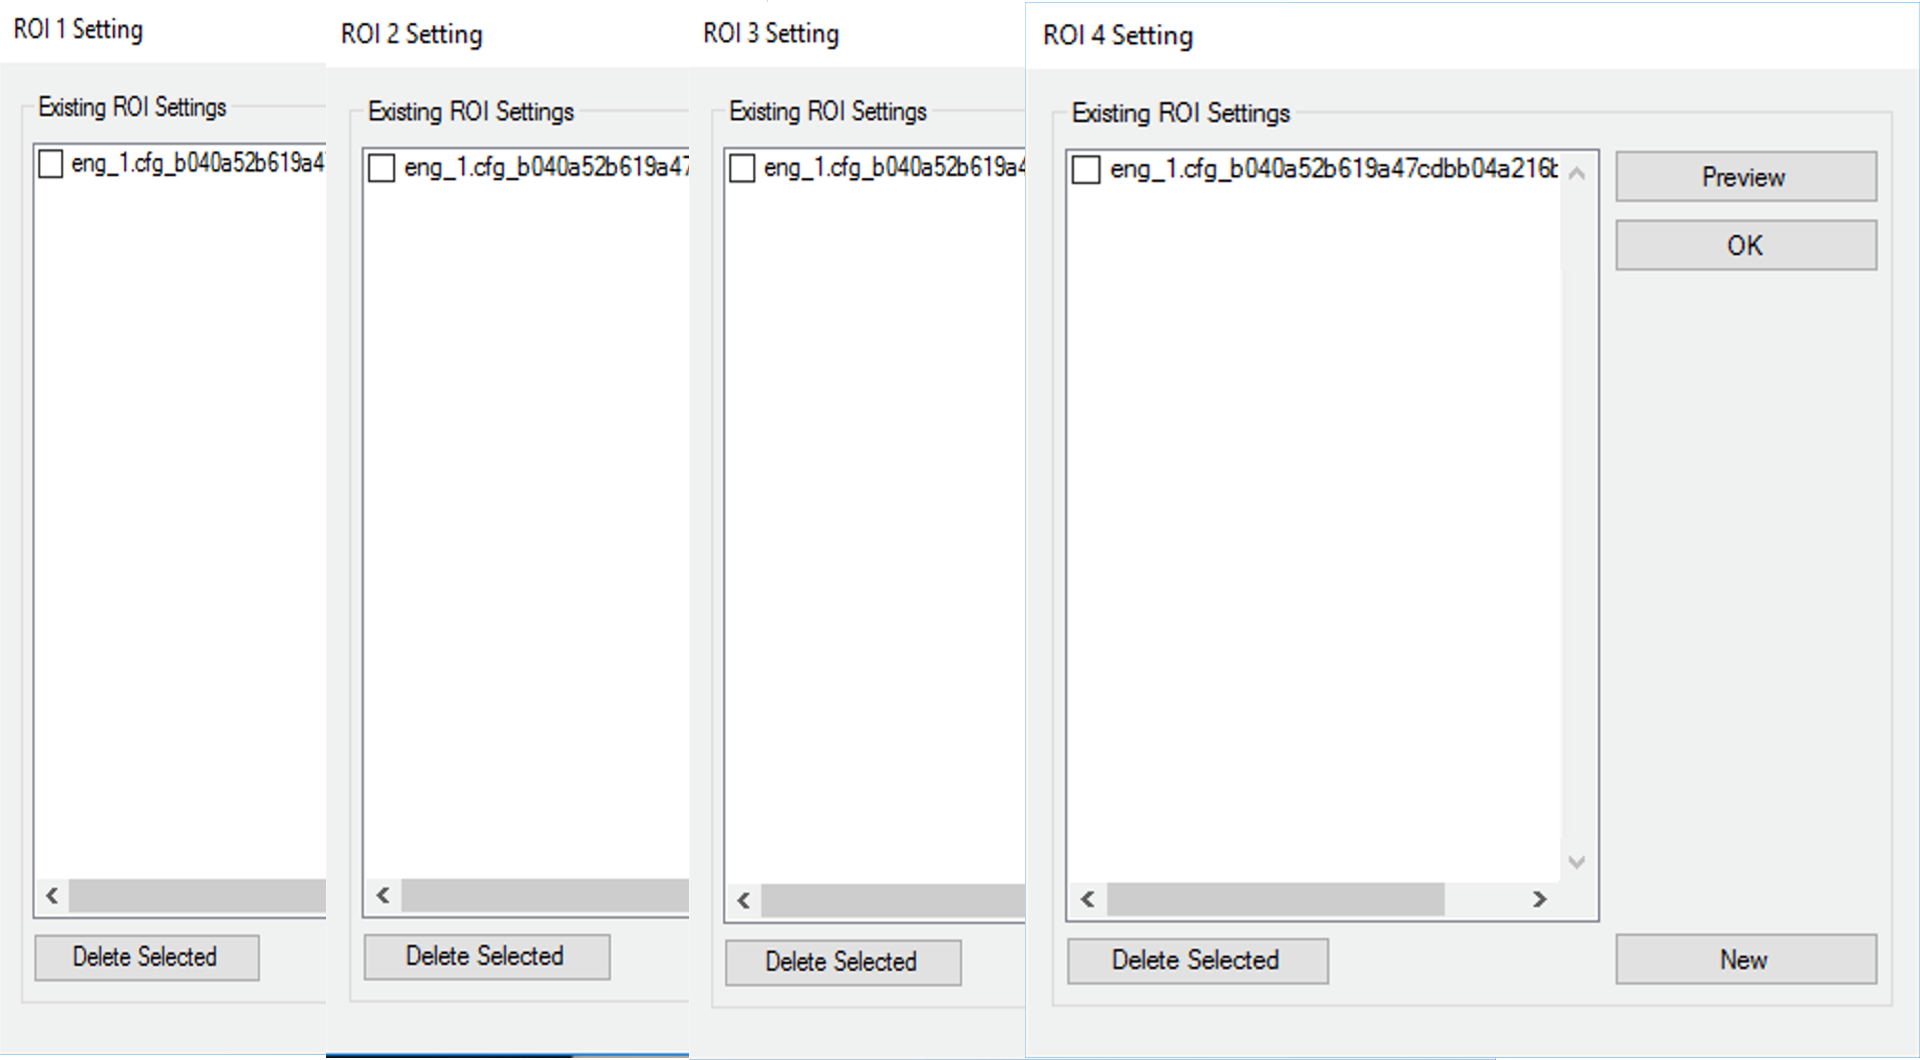 ROI 1 Setting
Existing ROI Settings
eng_1.cfg_b040a52b619a4
Delete Selected
ROI 2 Setting
Existing ROI Settings
eng_1.cfg_b040a52b619a47
Delete Selected
ROI 3 Setting
Existing ROI Settings
eng_1.cfg_b040a52b619a4
Delete Selected
ROI 4 Setting
Existing ROI Settings
eng_1.cfg_b040a52b619a47cdbb04a216b
Preview
OK
Delete Selected
New